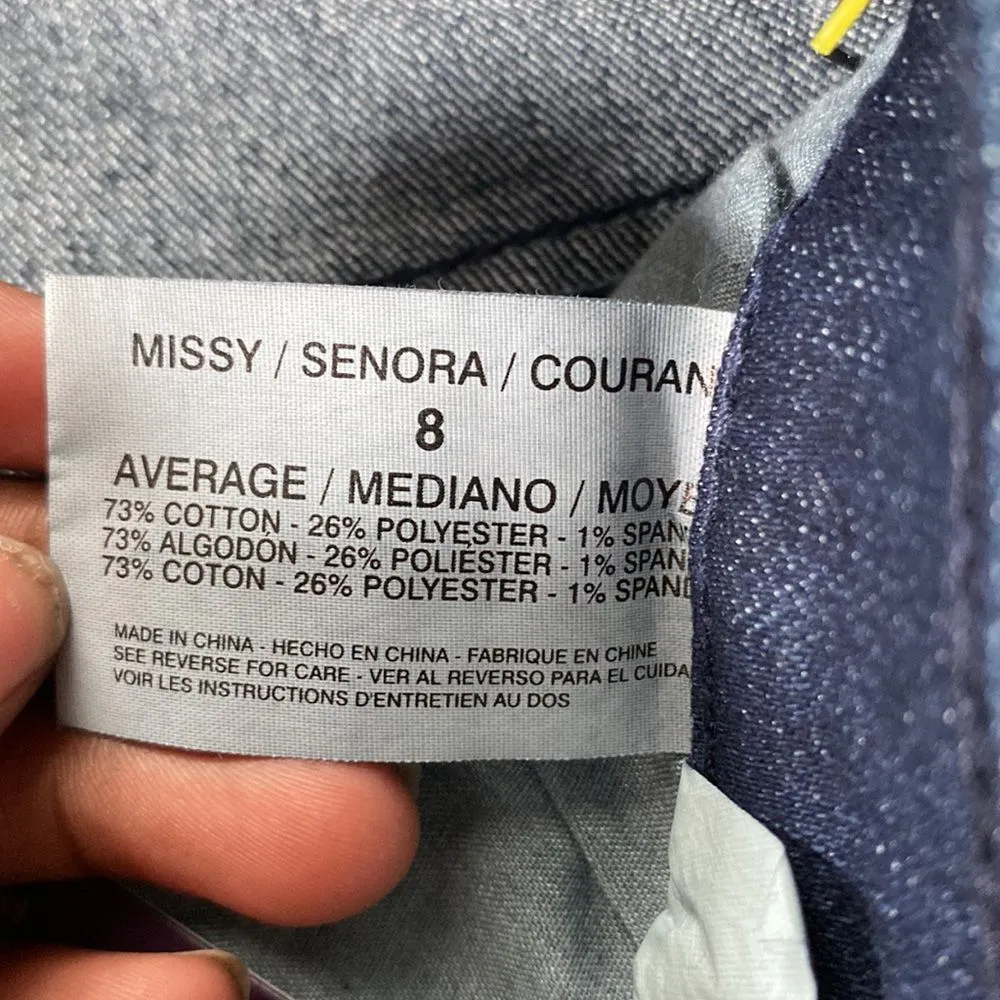 MISSY / SENORA / COURAN
8
AVERAGE / MEDIANO / MOYE
73% COTTON - 26% POLYESTER - 1% SPAN
73% ALGODÓN - 26% POLIÉSTER - 1% SPAN
73% COTON - 26% POLYESTER - 1% SPAND
MADE IN CHINA - HECHO EN CHINA - FABRIQUE EN CHINE
SEE REVERSE FOR CARE - VER AL REVERSO PARA EL CUIDA
VOIR LES INSTRUCTIONS D'ENTRETIEN AU DOS